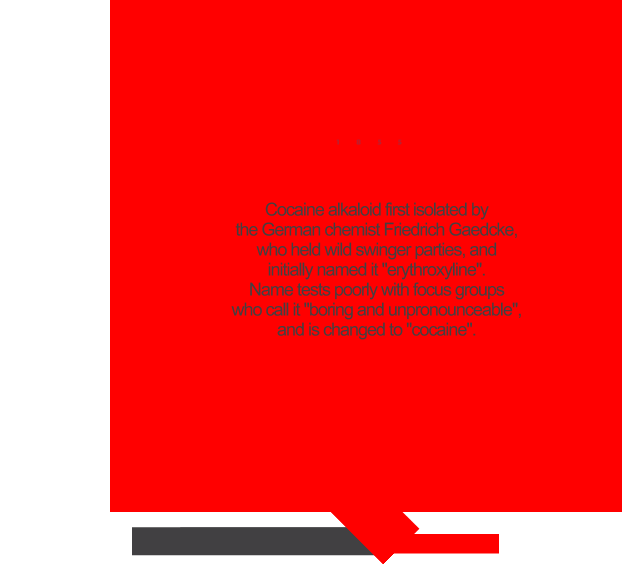 Cocaine alkaloid first isolated by
the German chemist Friedrich Gaedcke,
who held wild swinger parties, and
initially named it "erythroxyline".
Name tests poorly with focus groups
who call it "boring and unpronounceable",
and is changed to "cocaine".